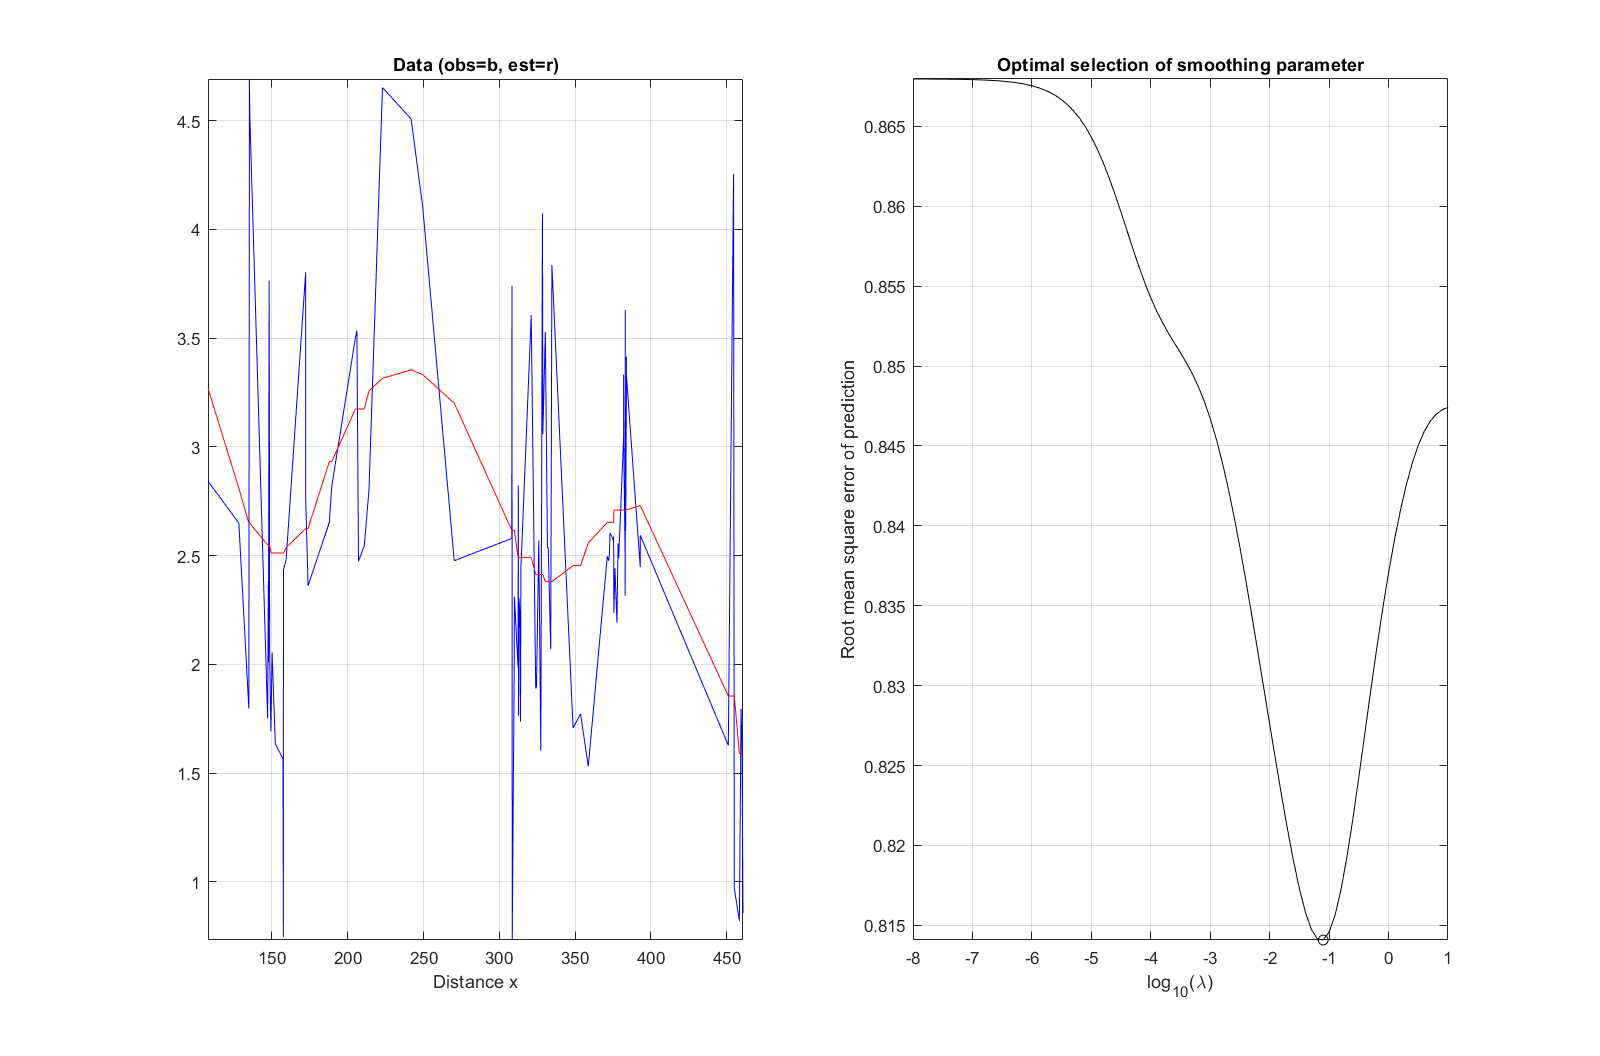 Data (obs=b, est=r)
4.5
4
3.5
3
2.5
2
1.5
1
150 200 250 300 350 400 450
Distance x
Optimal selection of smoothing parameter
Root mean square error of prediction
0.865
0.86
0.855
0.85
0.845
0.84
0.835
0.83
0.825
0.82
0.815
-8 -7 -6 -5 -4 -3 -2 -1 0 1
log10(λ)